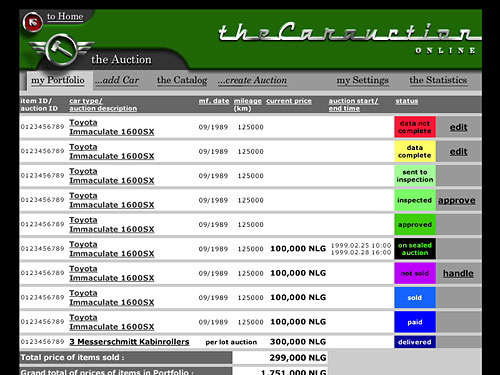 to Home
theCarauction
ONLINE
the Auction
my Portfolio ...add Car the Catalog ...create Auction my Settings the Statistics
item ID/ car type/ mf. date mileage current price auction start/ status
auction ID auction description (km) end time
0123456789 Toyota 09/1989 125000 data not
Immaculate 1600SX complete edit
0123456789 Toyota 09/1989 125000 data
Immaculate 1600SX complete edit
0123456789 Toyota 09/1989 125000 sent to
Immaculate 1600SX inspection
0123456789 Toyota 09/1989 125000 inspected approve
Immaculate 1600SX
0123456789 Toyota 09/1989 125000 approved
Immaculate 1600SX
0123456789 Toyota 09/1989 125000 100,000 NLG 1999.02.25 10:00 on sealed
Immaculate 1600SX 1999.02.28 16:00 auction
0123456789 Toyota 09/1989 125000 100,000 NLG not sold handle
Immaculate 1600SX
0123456789 Toyota 09/1989 125000 100,000 NLG sold
Immaculate 1600SX
0123456789 Toyota 09/1989 125000 100,000 NLG paid
Immaculate 1600SX
0123456789 3 Messerschmitt Kabinrollers per lot auction 300,000 NLG delivered
Total price of items sold : 299,000 NLG
Grand total of prices of items in Portfolio : 1,751,000 NLG